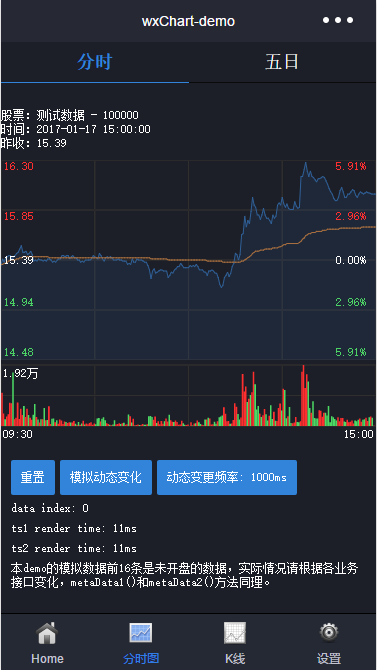 wxChart-demo
分时 五日
股票: 测试数据 - 100000
时间: 2017-01-17 15:00:00
昨收: 15.39
16.30 5.91%
15.85 2.96%
15.39 0.00%
14.94 2.96%
14.48 5.91%
1.92万
09:30 15:00
重置 模拟动态变化 动态变更频率: 1000ms
data index: 0
ts1 render time: 11ms
ts2 render time: 11ms
本demo的模拟数据前16条是未开盘的数据，实际情况请根据各业务
接口变化，metaData1()和metaData2()方法同理。
Home 分时图 K线 设置